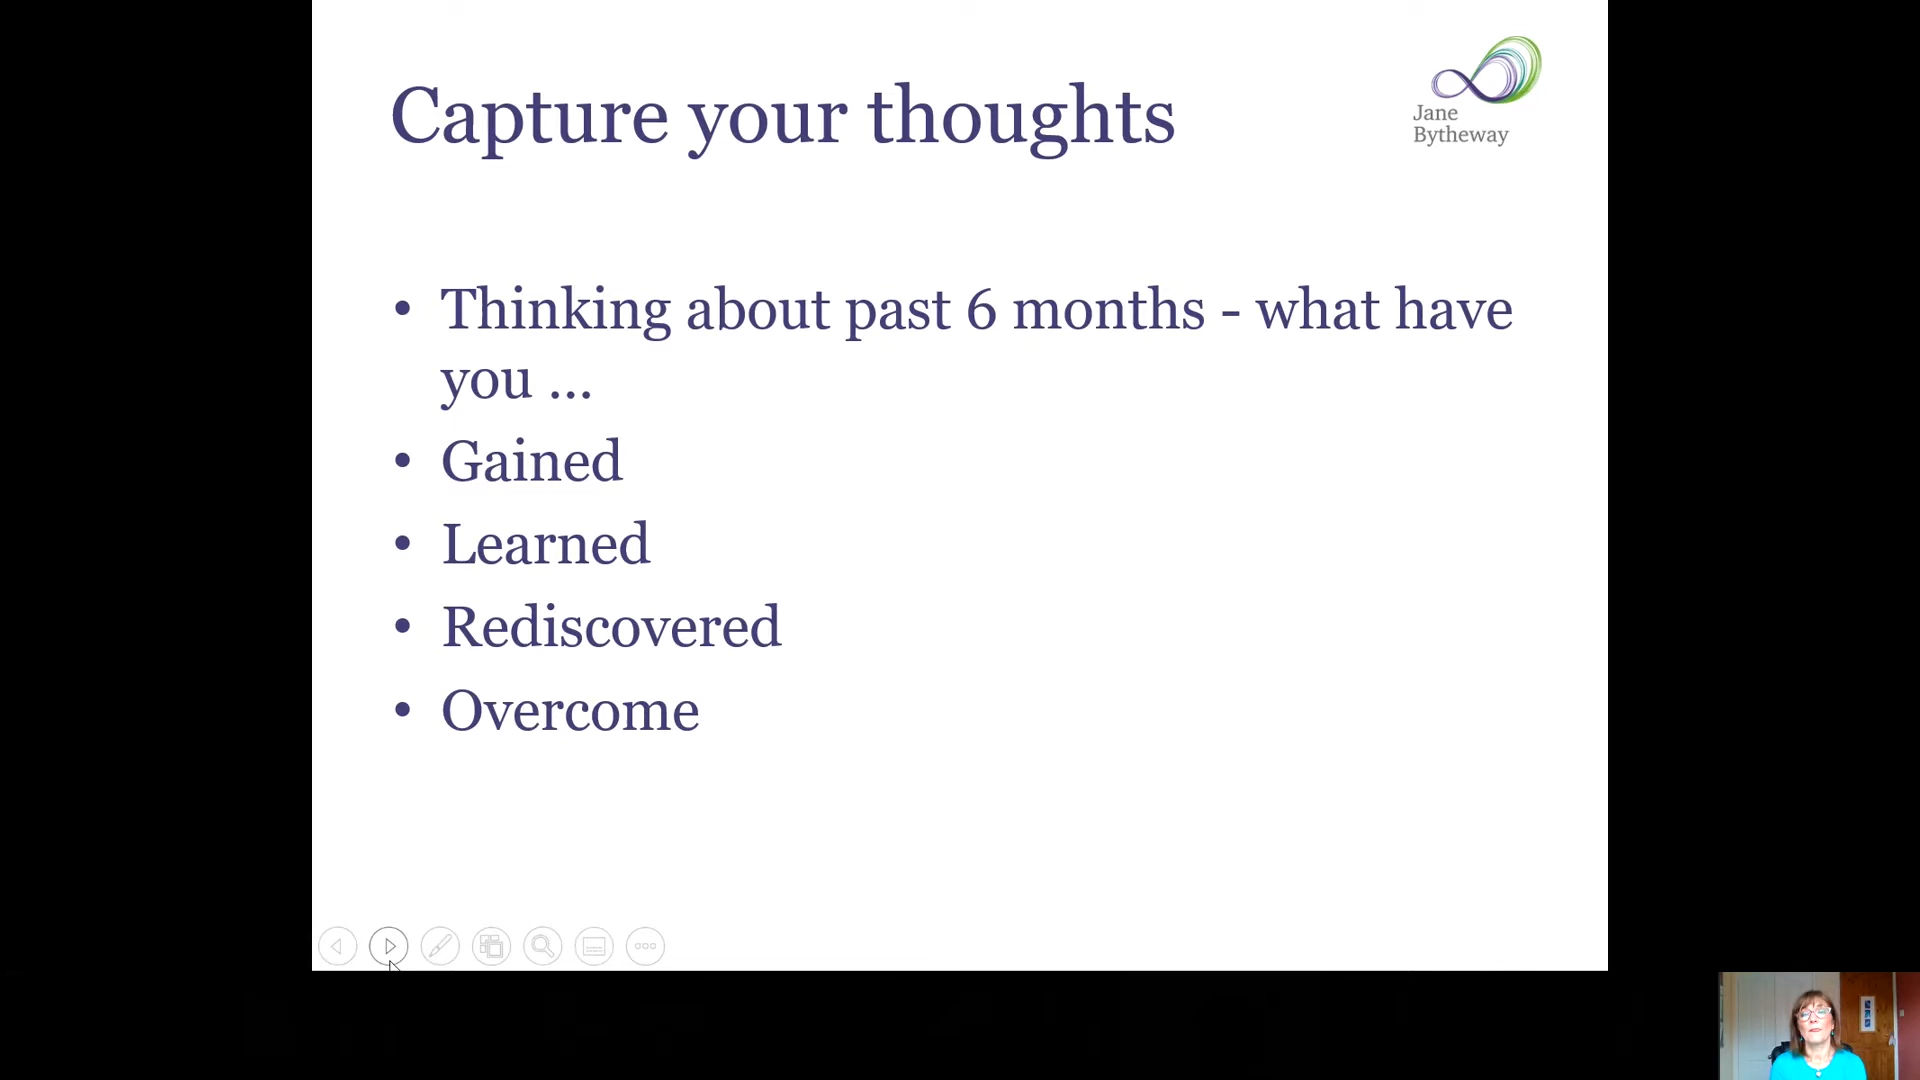 Capture your thoughts
Jane
Bytheway
• Thinking about past 6 months - what have
you ...
• Gained
• Learned
• Rediscovered
• Overcome